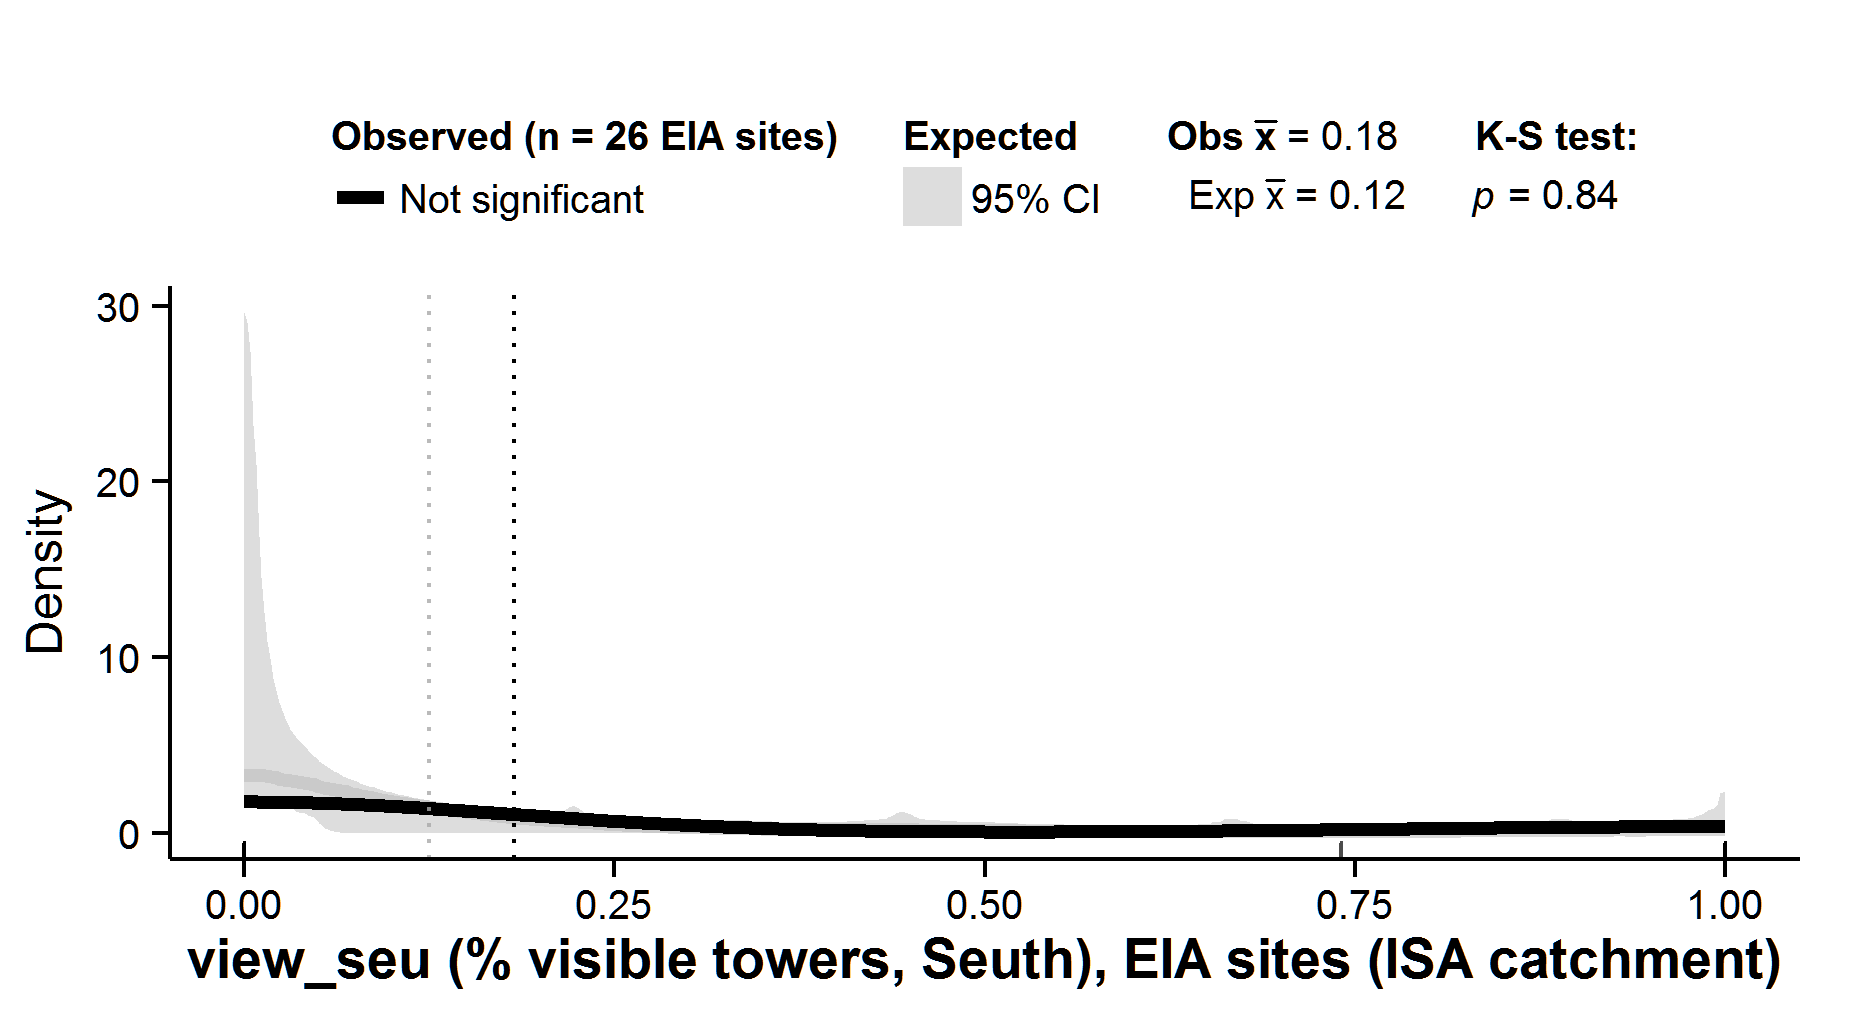 Observed (n = 26 EIA sites) Expected Obs x̅ = 0.18 K-S test:
Not significant 95% CI Exp x̅ = 0.12 p = 0.84
30
20
10
0
Density
0.00 0.25 0.50 0.75 1.00
view_seu (% visible towers, Seuth), EIA sites (ISA catchment)